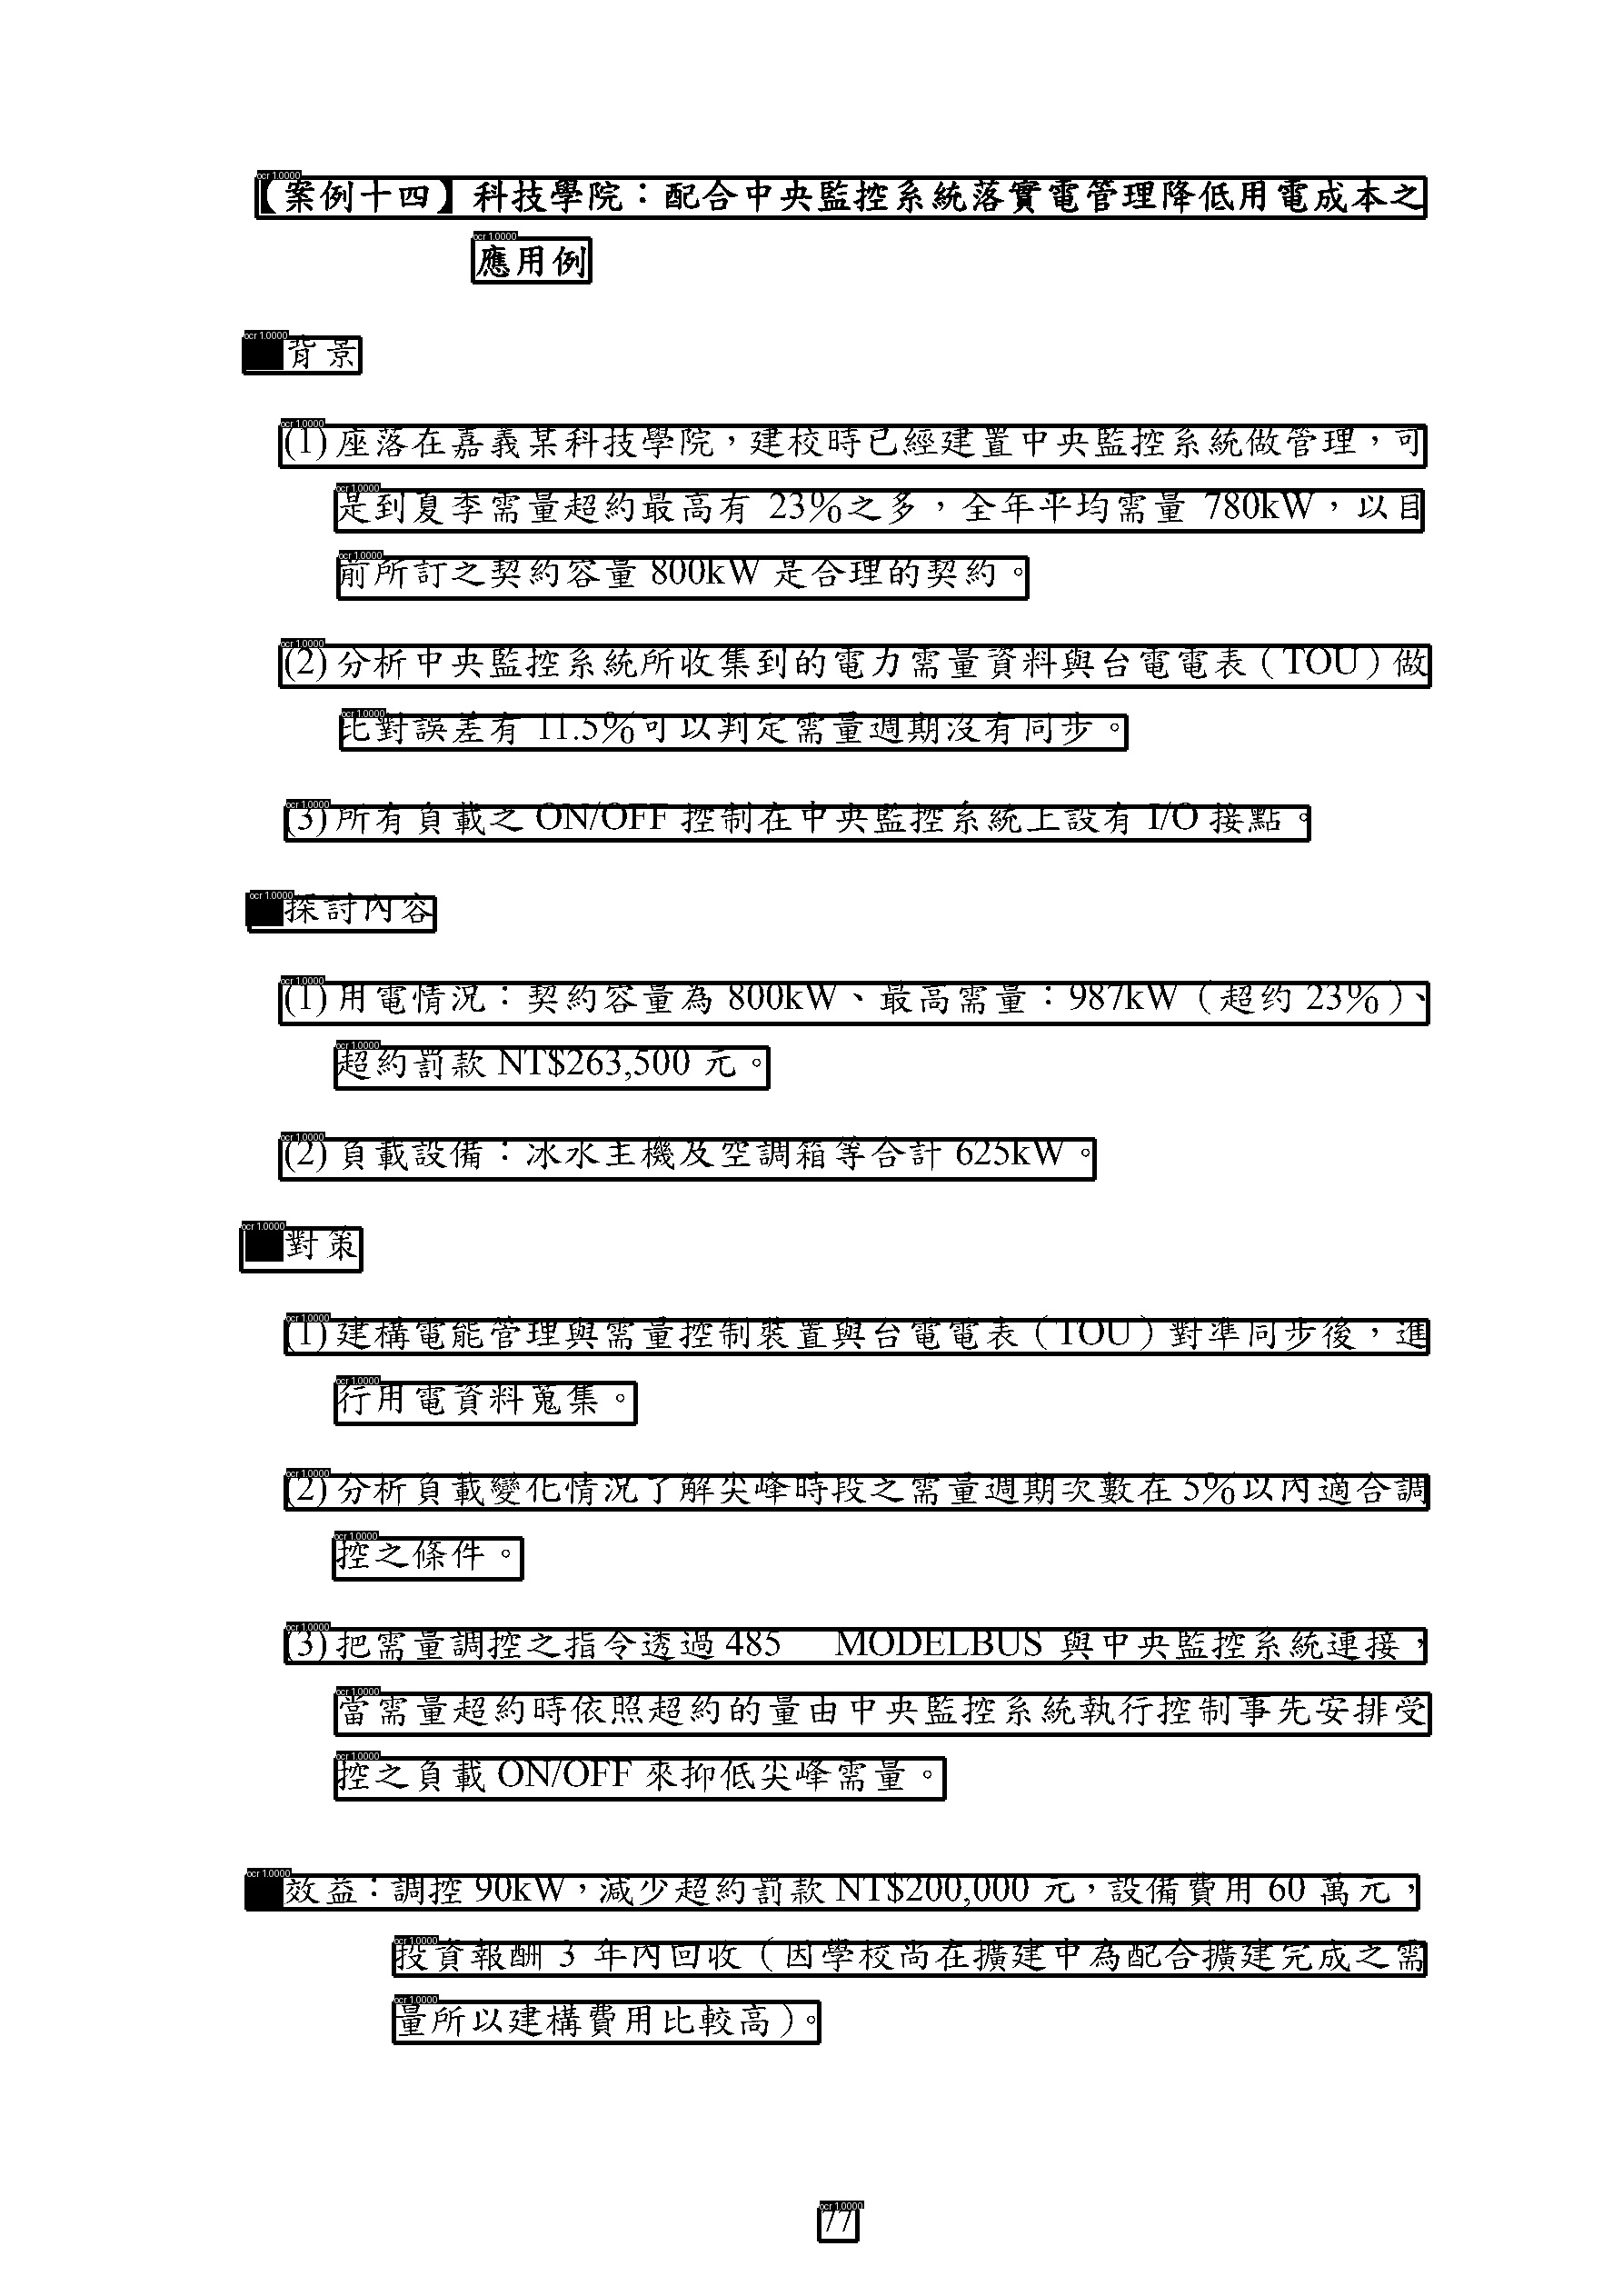 【案例十四】科技學院：配合中央監控系統落實電管理降低用電成本之
應用例
背景
(1)座落在嘉義某科技學院，建校時已經建置中央監控系統做管理，可
是到夏季需量超約最高有 23%之多，全年平均需量 780kW，以目
前所訂之契約容量 800kW 是合理的契約。
(2)分析中央監控系統所收集到的電力需量資料與台電電表（TOU）做
比對誤差有 11.5%可以判定需量週期沒有同步。
(3)所有負載之 ON/OFF 控制在中央監控系統上設有 I/O 接點。
探討內容
(1)用電情況：契約容量為 800kW、最高需量：987kW（超約 23%）、
超約罰款 NT$263,500 元。
(2)負載設備：冰水主機及空調箱等合計 625kW。
對策
(1)建構電能管理與需量控制裝置與台電電表（TOU）對準同步後，進
行用電資料蒐集。
(2)分析負載變化情況了解尖峰時段之需量週期次數在 5%以內適合調
控之條件。
(3)把需量調控之指令透過 485 MODELBUS 與中央監控系統連接，
當需量超約時依照超約的量由中央監控系統執行控制事先安排受
控之負載 ON/OFF 來抑低尖峰需量。
效益：調控 90kW，減少超約罰款 NT$200,000 元，設備費用 60 萬元，
投資報酬 3 年內回收（因學校尚在擴建中為配合擴建完成之需
量所以建構費用比較高）。
77